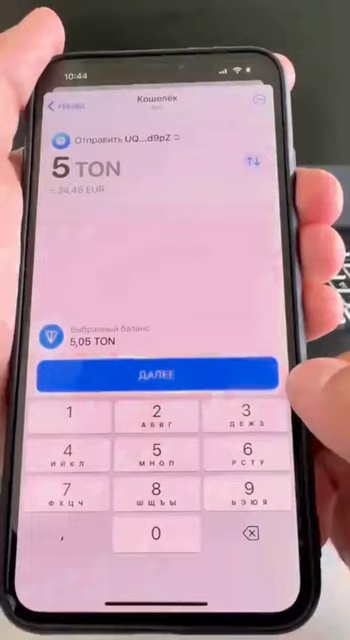 10:44
Назад
Кошелёк
Отправить UQ...d9pZ
5 TON
≈ 24,48 EUR
Выбранный баланс
5,05 TON
ДАЛЕЕ
1
2
АБВГ
3
ДЕЖЗ
4
ИЙКЛ
5
МНОП
6
РСТУ
7
ФХЦЧ
8
ШЩЪЫ
9
ЬЭЮЯ
,
0